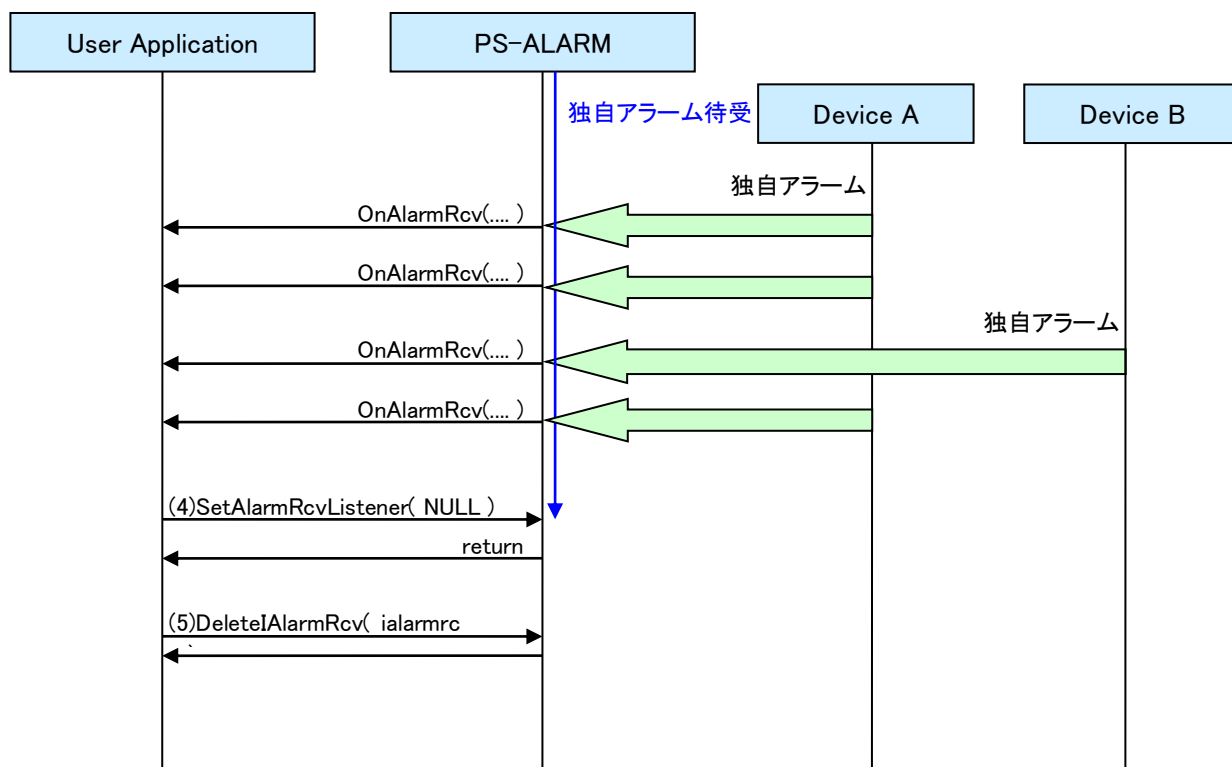 User Application
PS-ALARM
独自アラーム待受
Device A
Device B
独自アラーム
OnAlarmRcv(.... )
OnAlarmRcv(.... )
独自アラーム
OnAlarmRcv(.... )
OnAlarmRcv(.... )
(4)SetAlarmRcvListener( NULL )
return
(5)DeleteIAlarmRcv( ialarmrc